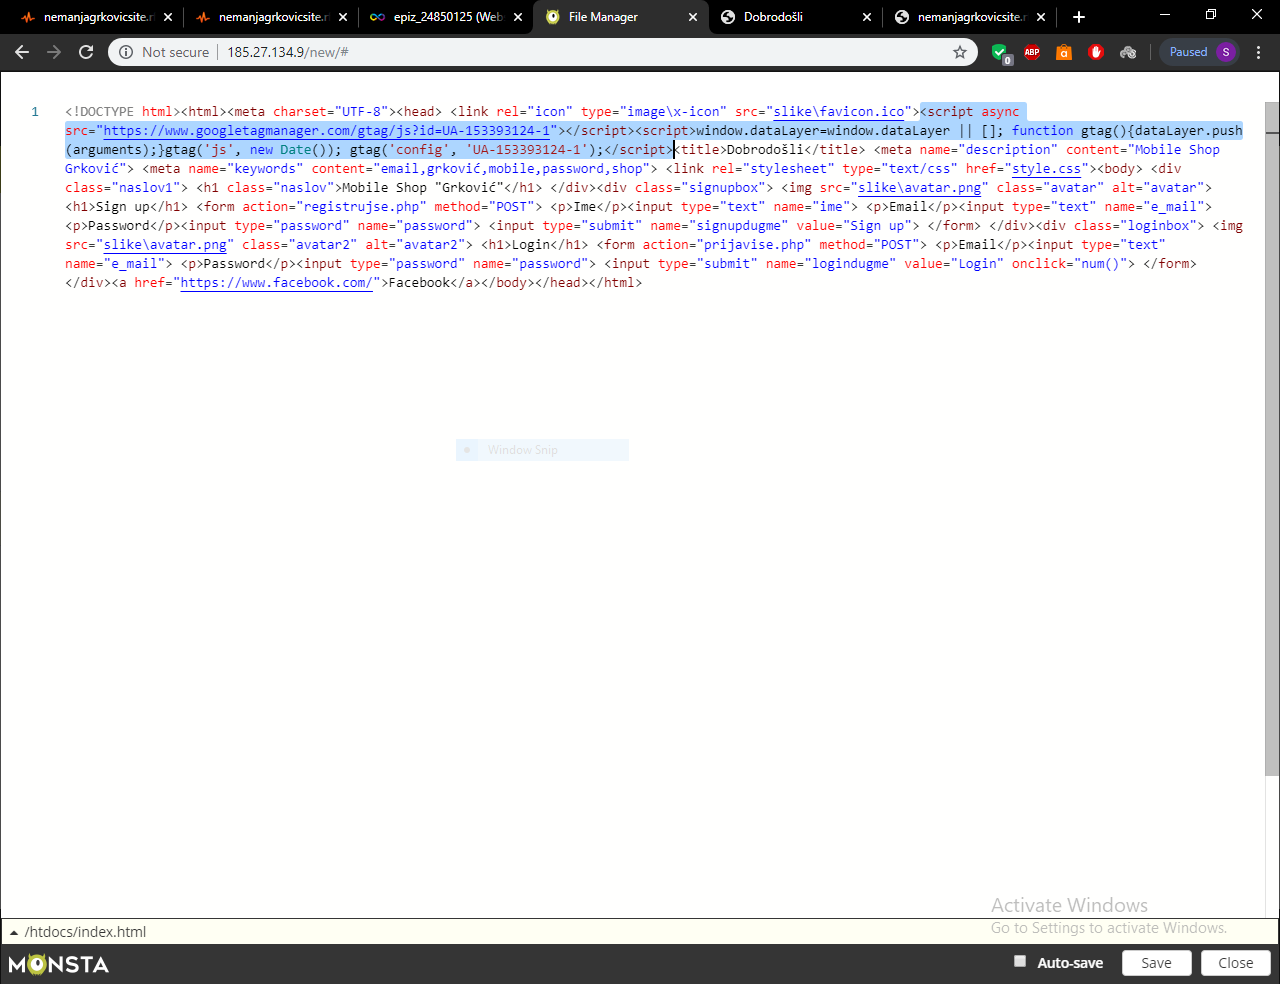 nemanjagrkovicsite.r
nemanjagrkovicsite.r
epiz_24850125 (Web
File Manager
Dobrodošli
nemanjagrkovicsite.r
Not secure
185.27.134.9/new/#
0
ABP
a
Paused
S
1
<!DOCTYPE html><html><meta charset="UTF-8"><head> <link rel="icon" type="image\x-icon" src="slike\favicon.ico"><script async
src="https://www.googletagmanager.com/gtag/js?id=UA-153393124-1"></script><script>window.dataLayer=window.dataLayer || []; function gtag(){dataLayer.push
(arguments);}gtag('js', new Date()); gtag('config', 'UA-153393124-1');</script><title>Dobrodošli</title> <meta name="description" content="Mobile Shop
Grković"> <meta name="keywords" content="email,grković,mobile,password,shop"> <link rel="stylesheet" type="text/css" href="style.css"><body> <div
class="naslov1"> <h1 class="naslov">Mobile Shop "Grković"</h1> </div><div class="signupbox"> <img src="slike\avatar.png" class="avatar" alt="avatar">
<h1>Sign up</h1> <form action="registrujse.php" method="POST"> <p>Ime</p><input type="text" name="ime"> <p>Email</p><input type="text" name="e_mail">
<p>Password</p><input type="password" name="password"> <input type="submit" name="signupdugme" value="Sign up"> </form> </div><div class="loginbox"> <img
src="slike\avatar.png" class="avatar2" alt="avatar2"> <h1>Login</h1> <form action="prijavise.php" method="POST"> <p>Email</p><input type="text"
name="e_mail"> <p>Password</p><input type="password" name="password"> <input type="submit" name="logindugme" value="Login" onclick="num()"> </form>
</div><a href="https://www.facebook.com/">Facebook</a></body></head></html>
Window Snip
Activate Windows
Go to Settings to activate Windows.
/htdocs/index.html
MONSTA
Auto-save
Save
Close